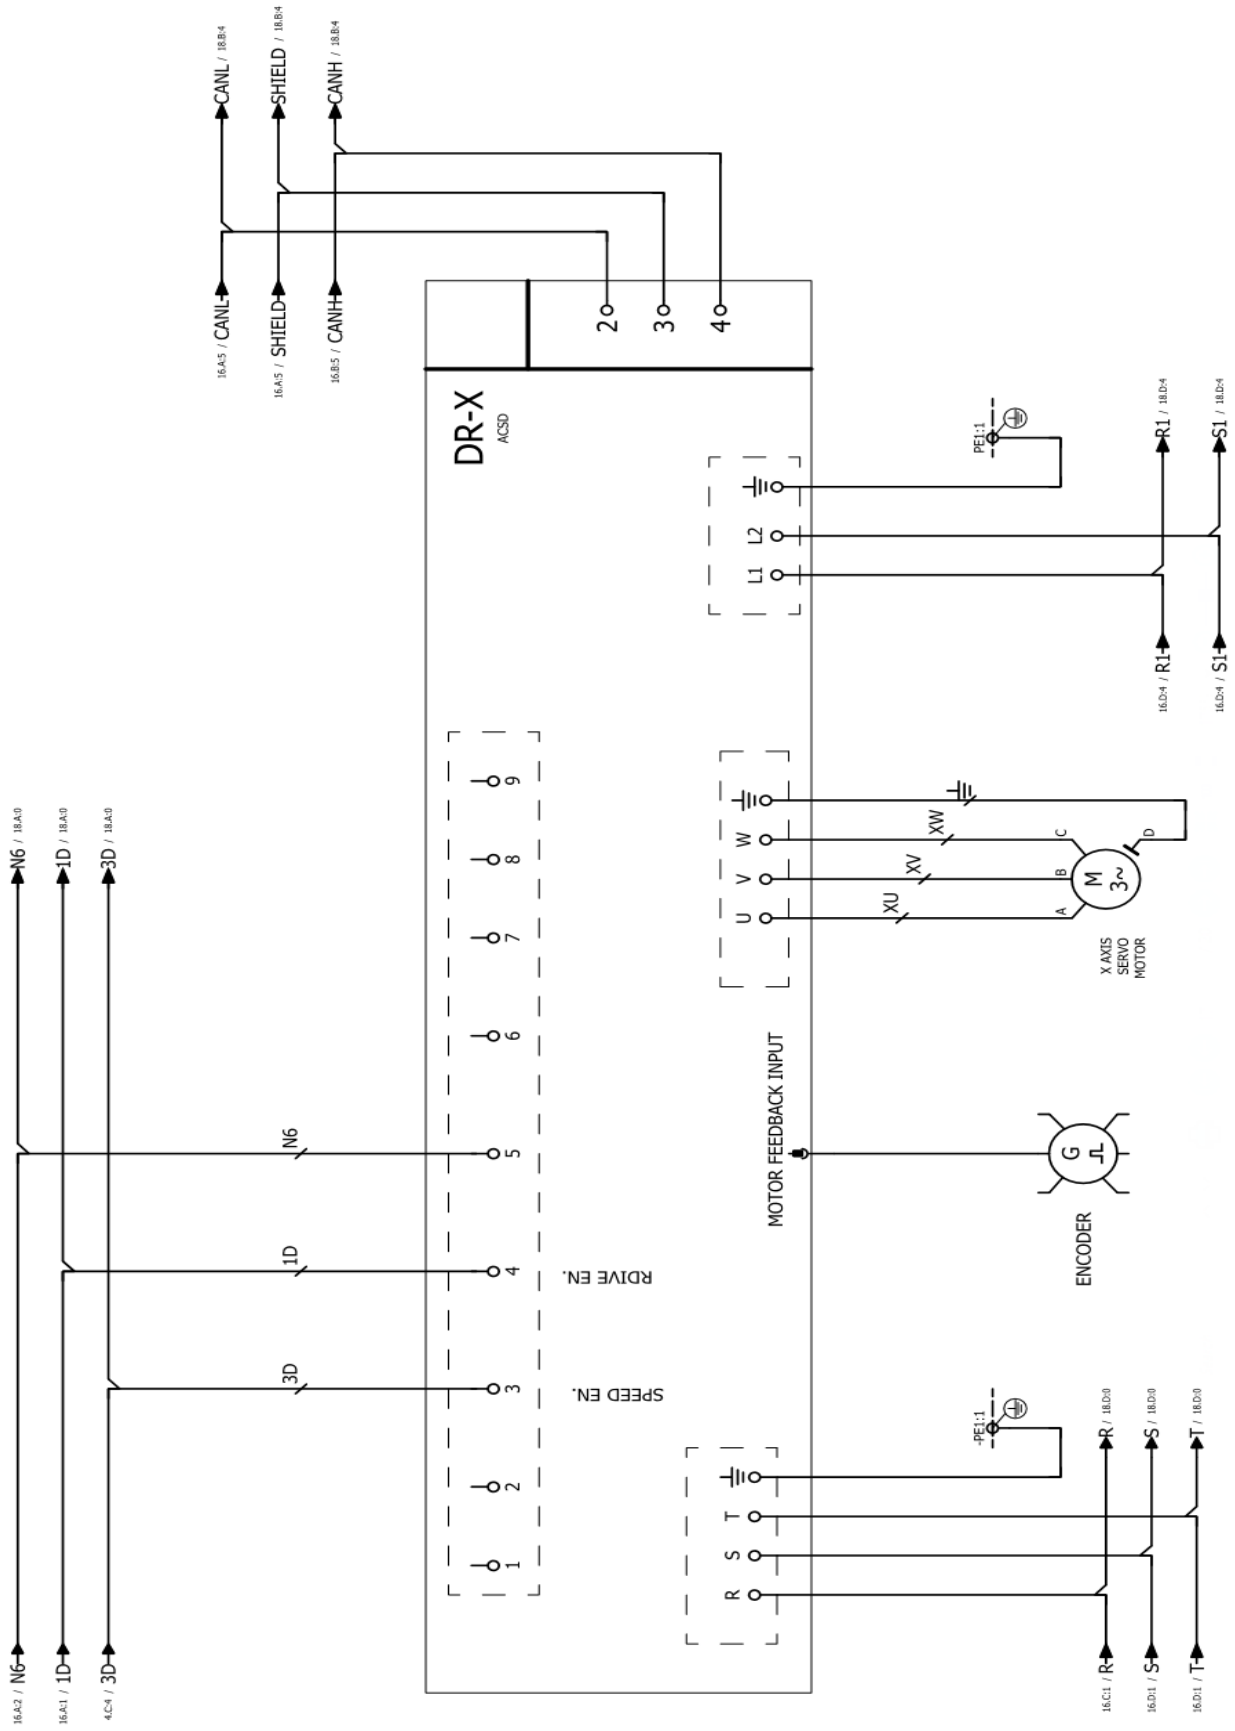 16.A:2 / N6
N6 / 18.A:0
16.A:1 / 1D
1D / 18.A:0
4.C:4 / 3D
3D / 18.A:0
16.A:5 / CANL
CANL / 18.B:4
16.A:5 / SHIELD
SHIELD / 18.B:4
16.B:5 / CANH
CANH / 18.B:4
3D
1D
N6
DR-X
ACSD
2
3
4
1
2
3
4
5
6
7
8
9
SPEED EN.
RDIVE EN.
R
S
T
MOTOR FEEDBACK INPUT
U
V
W
L1
L2
XU
XV
XW
-PE1:1
PE1:1
ENCODER
G
A
B
C
D
M
3~
X AXIS
SERVO
MOTOR
16.C:1 / R
R / 18.D:0
16.D:1 / S
S / 18.D:0
16.D:1 / T
T / 18.D:0
16.D:4 / R1
R1 / 18.D:4
16.D:4 / S1
S1 / 18.D:4